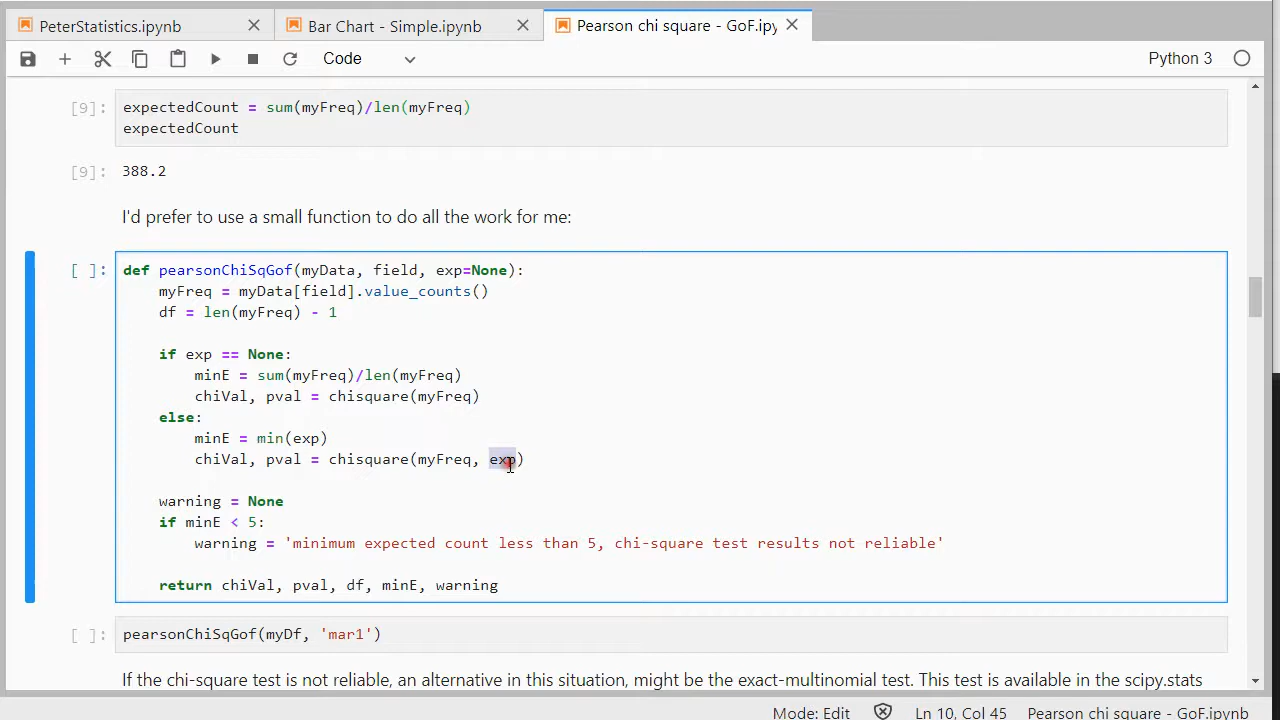 PeterStatistics.ipynb
Bar Chart - Simple.ipynb
Pearson chi square - GoF.ipy
Code
Python 3
[9]:
expectedCount = sum(myFreq)/len(myFreq)
expectedCount
[9]:
388.2
I'd prefer to use a small function to do all the work for me:
[ ]:
def pearsonChiSqGof(myData, field, exp=None):
    myFreq = myData[field].value_counts()
    df = len(myFreq) - 1
    if exp == None:
        minE = sum(myFreq)/len(myFreq)
        chiVal, pval = chisquare(myFreq)
    else:
        minE = min(exp)
        chiVal, pval = chisquare(myFreq, exp)
    warning = None
    if minE < 5:
        warning = 'minimum expected count less than 5, chi-square test results not reliable'
    return chiVal, pval, df, minE, warning
[ ]:
pearsonChiSqGof(myDf, 'mar1')
If the chi-square test is not reliable, an alternative in this situation, might be the exact-multinomial test. This test is available in the scipy.stats
Mode: Edit
Ln 10, Col 45
Pearson chi square - GoF.ipynb